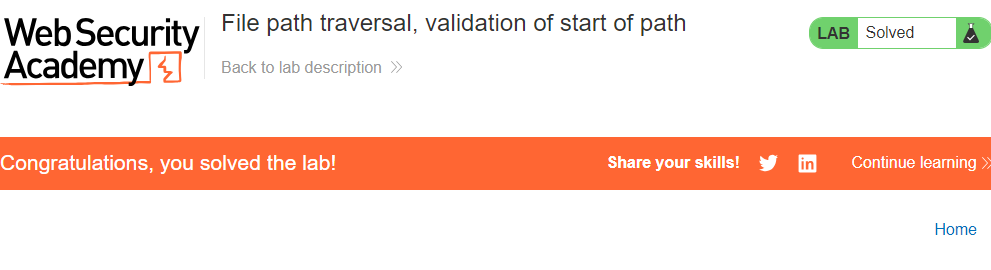 Web Security
Academy
File path traversal, validation of start of path
Back to lab description
LAB Solved
Congratulations, you solved the lab!
Share your skills!
Continue learning
Home